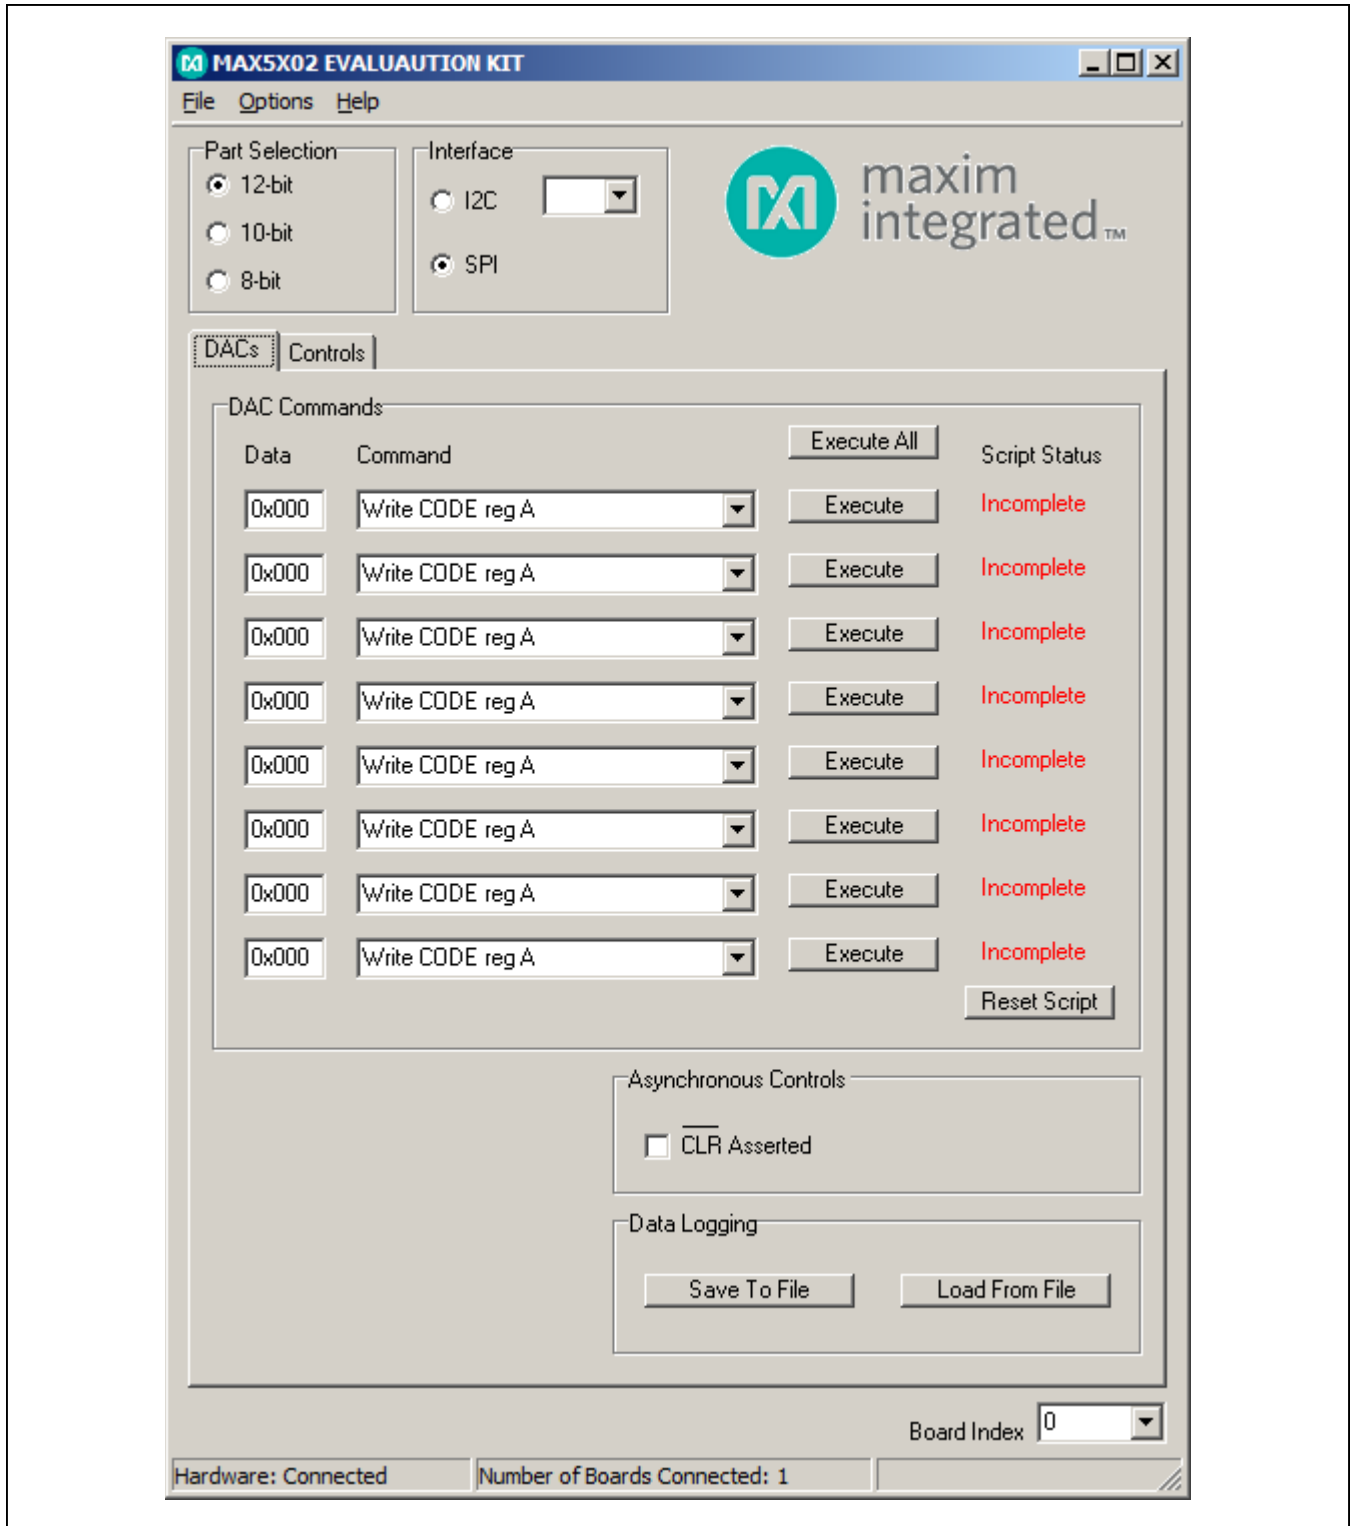 MAX5X02 EVALUAUTION KIT
File Options Help
Part Selection
12-bit
10-bit
8-bit
Interface
I2C
SPI
maxim
integrated™
DACs Controls
DAC Commands
Data Command Execute All Script Status
0x000 Write CODE reg A Execute Incomplete
0x000 Write CODE reg A Execute Incomplete
0x000 Write CODE reg A Execute Incomplete
0x000 Write CODE reg A Execute Incomplete
0x000 Write CODE reg A Execute Incomplete
0x000 Write CODE reg A Execute Incomplete
0x000 Write CODE reg A Execute Incomplete
0x000 Write CODE reg A Execute Incomplete
Reset Script
Asynchronous Controls
CLR Asserted
Data Logging
Save To File Load From File
Board Index 0
Hardware: Connected Number of Boards Connected: 1